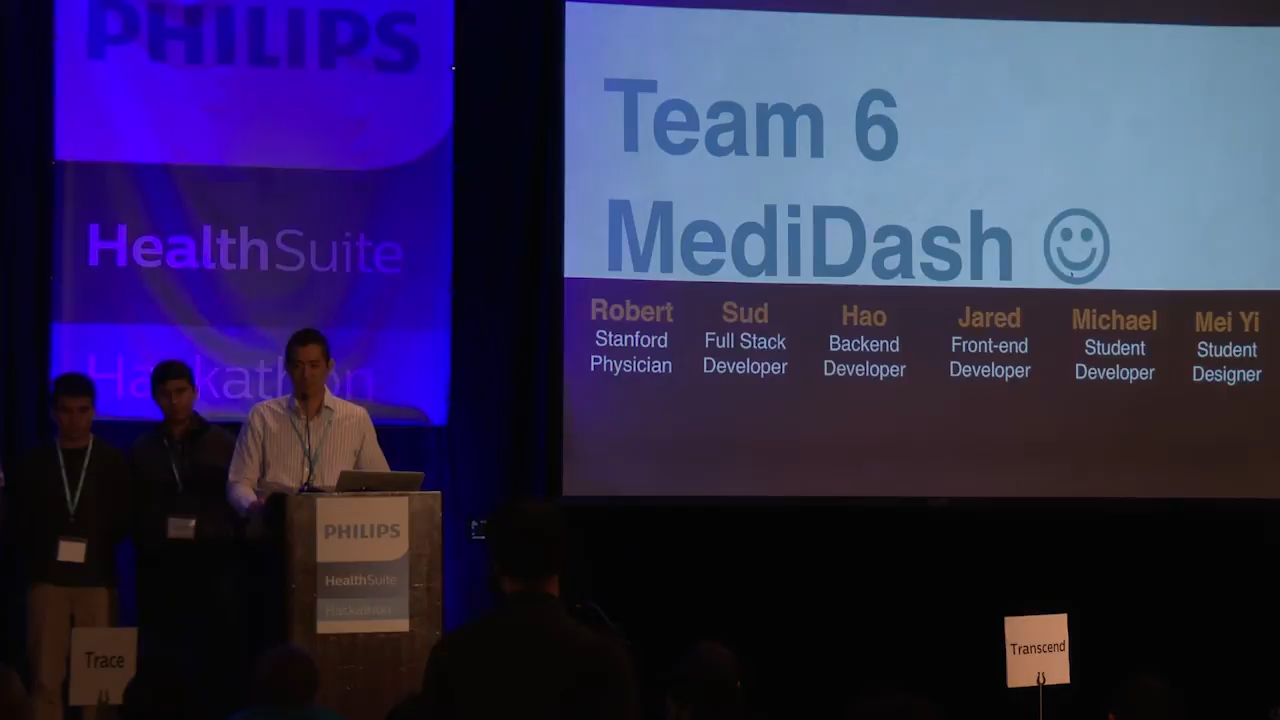 PHILIPS
HealthSuite
Hackathon
Team 6
MediDash
Robert
Stanford
Physician
Sud
Full Stack
Developer
Hao
Backend
Developer
Jared
Front-end
Developer
Michael
Student
Developer
Mei Yi
Student
Designer
PHILIPS
HealthSuite
Hackathon
Trace
Transcend